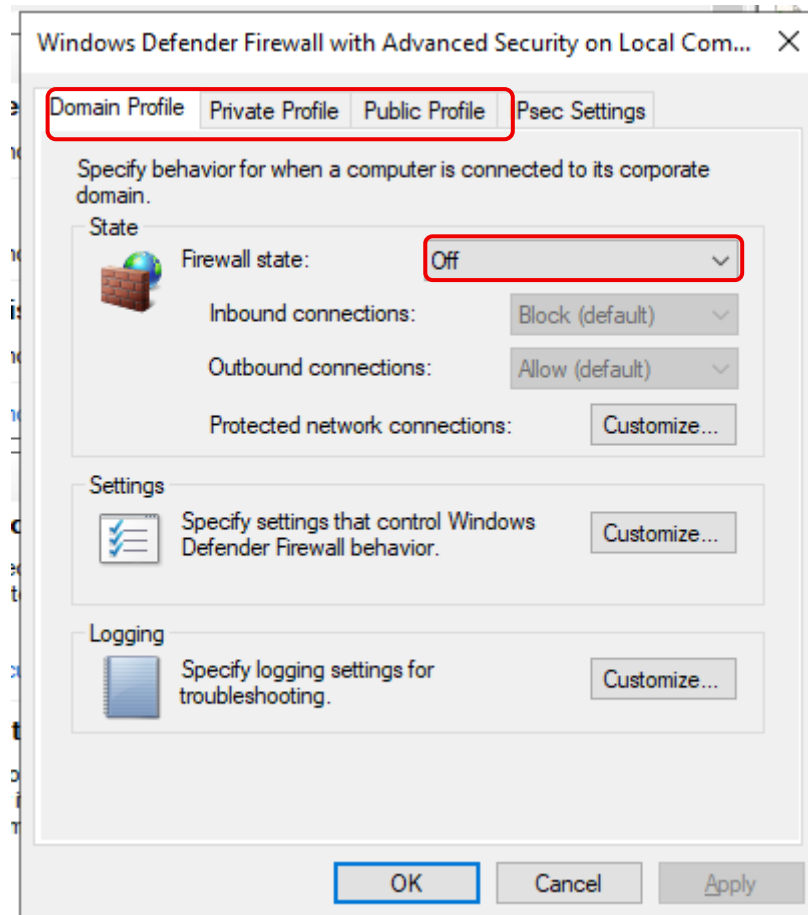 Windows Defender Firewall with Advanced Security on Local Com...
Domain Profile Private Profile Public Profile Psec Settings
Specify behavior for when a computer is connected to its corporate
domain.
State
Firewall state: Off
Inbound connections: Block (default)
Outbound connections: Allow (default)
Protected network connections: Customize...
Settings
Specify settings that control Windows
Defender Firewall behavior.
Customize...
Logging
Specify logging settings for
troubleshooting.
Customize...
OK Cancel Apply